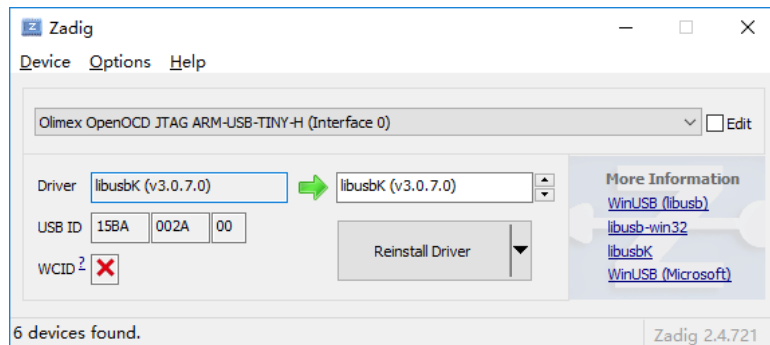 Zadig
Device Options Help
Olimex OpenOCD JTAG ARM-USB-TINY-H (Interface 0)
Edit
Driver libusbK (v3.0.7.0) libusbK (v3.0.7.0)
USB ID 15BA 002A 00
WCID ?
Reinstall Driver
More Information
WinUSB (libusb)
libusb-win32
libusbK
WinUSB (Microsoft)
6 devices found.
Zadig 2.4.721